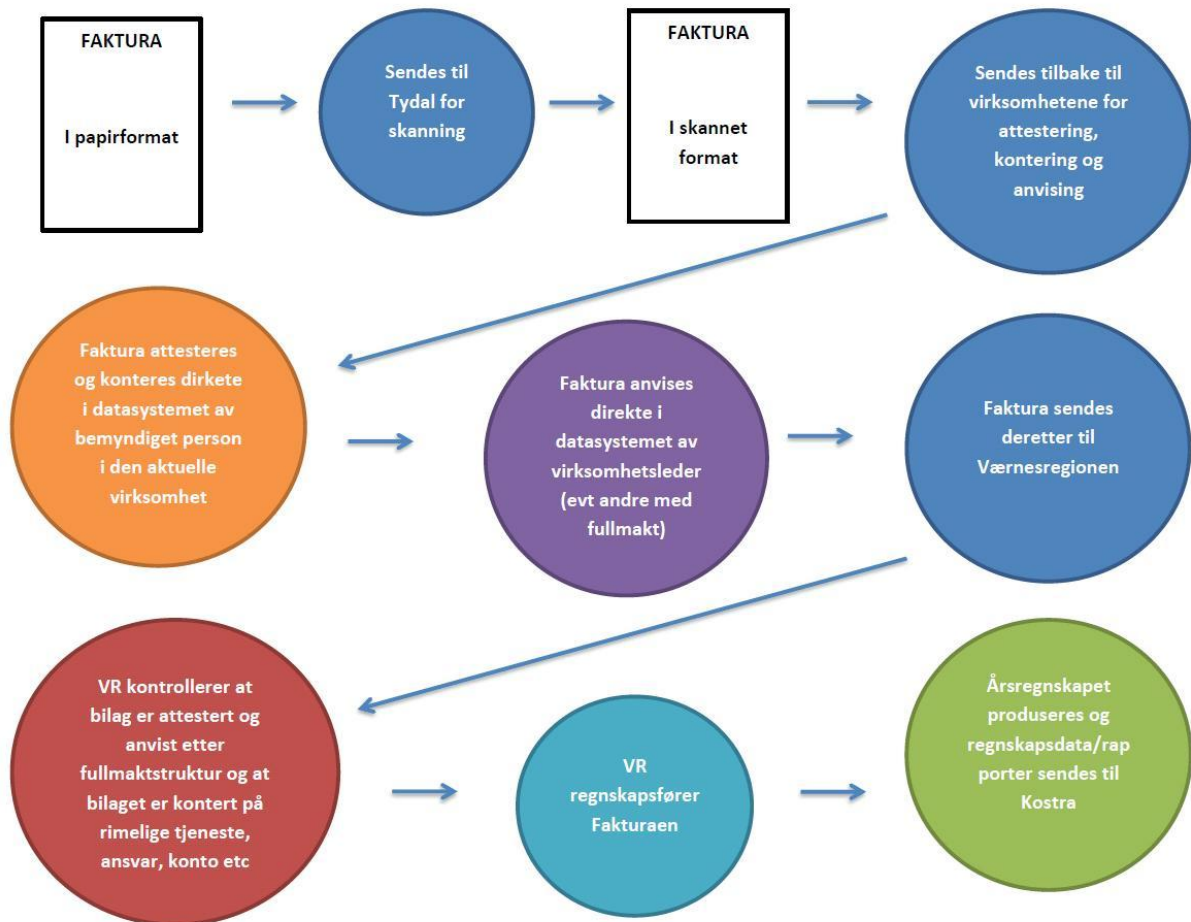 FAKTURA
I papirformat
Sendes til
Tydal for
skanning
FAKTURA
I skannet
format
Sendes tilbake til
virksomhetene for
attestering,
kontering og
anvising
Faktura attesteres
og konteres dirkete
i datasystemet av
bemyndiget person
i den aktuelle
virksomhet
Faktura anvises
direkte i
datasystemet av
virksomhetsleder
(evt andre med
fullmakt)
Faktura sendes
deretter til
Værnesregionen
VR kontrollerer at
bilag er attestert og
anvist etter
fullmaktstruktur og at
bilaget er kontert på
rimelige tjeneste,
ansvar, konto etc
VR
regnskapsfører
Fakturaen
Årsregnskapet
produseres og
regnskapsdata/rap
porter sendes til
Kostra